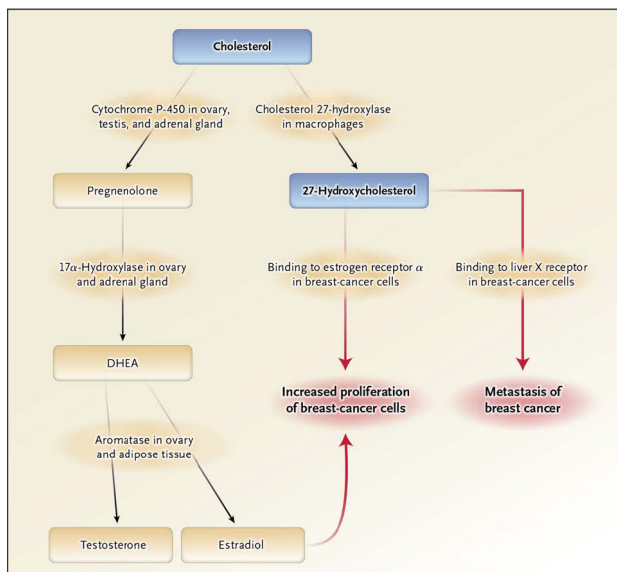 Cholesterol
Cytochrome P-450 in ovary,
testis, and adrenal gland
Cholesterol 27-hydroxylase
in macrophages
Pregnenolone
27-Hydroxycholesterol
17α-Hydroxylase in ovary
and adrenal gland
Binding to estrogen receptor α
in breast-cancer cells
Binding to liver X receptor
in breast-cancer cells
DHEA
Increased proliferation
of breast-cancer cells
Metastasis of
breast cancer
Aromatase in ovary
and adipose tissue
Testosterone
Estradiol